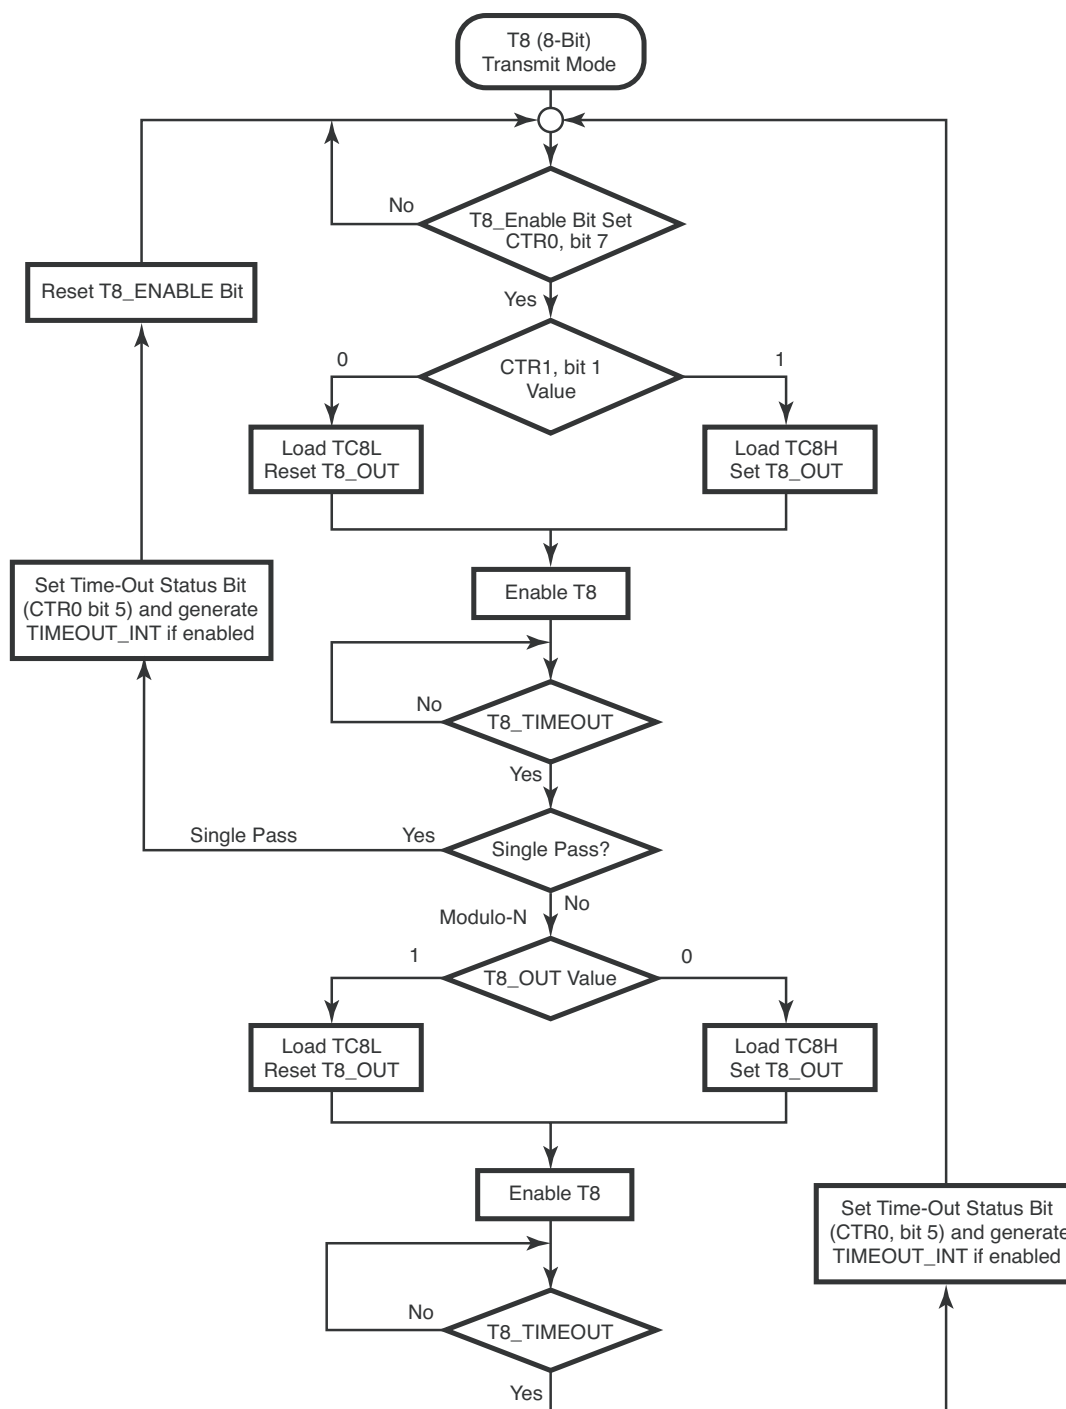 T8 (8-Bit)
Transmit Mode
No
T8_Enable Bit Set
CTR0, bit 7
Reset T8_ENABLE Bit
Yes
0
CTR1, bit 1
Value
1
Load TC8L
Reset T8_OUT
Load TC8H
Set T8_OUT
Set Time-Out Status Bit
(CTR0 bit 5) and generate
TIMEOUT_INT if enabled
Enable T8
No
T8_TIMEOUT
Yes
Single Pass
Yes
Single Pass?
No
Modulo-N
1
T8_OUT Value
0
Load TC8L
Reset T8_OUT
Load TC8H
Set T8_OUT
Enable T8
Set Time-Out Status Bit
(CTR0, bit 5) and generate
TIMEOUT_INT if enabled
No
T8_TIMEOUT
Yes